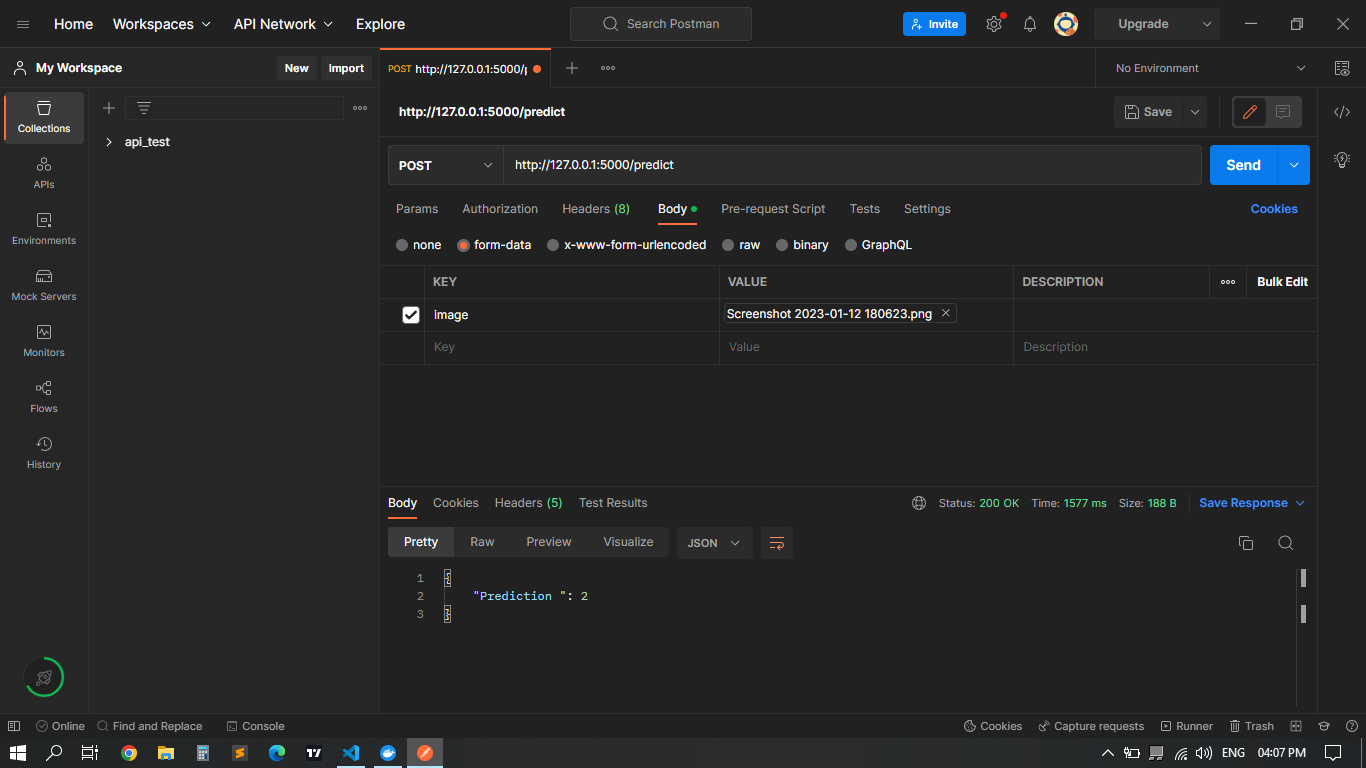 Home Workspaces API Network Explore Search Postman Invite Upgrade
My Workspace New Import POST http://127.0.0.1:5000/p No Environment
http://127.0.0.1:5000/predict Save
Collections
api_test
POST http://127.0.0.1:5000/predict Send
APIs
Params Authorization Headers (8) Body Pre-request Script Tests Settings Cookies
Environments
none form-data x-www-form-urlencoded raw binary GraphQL
KEY VALUE DESCRIPTION Bulk Edit
Mock Servers
image Screenshot 2023-01-12 180623.png
Monitors
Key Value Description
Flows
History
Body Cookies Headers (5) Test Results Status: 200 OK Time: 1577 ms Size: 188 B Save Response
Pretty Raw Preview Visualize JSON
1 {
2 "Prediction ": 2
3 }
Online Find and Replace Console Cookies Capture requests Runner Trash
ENG 04:07 PM